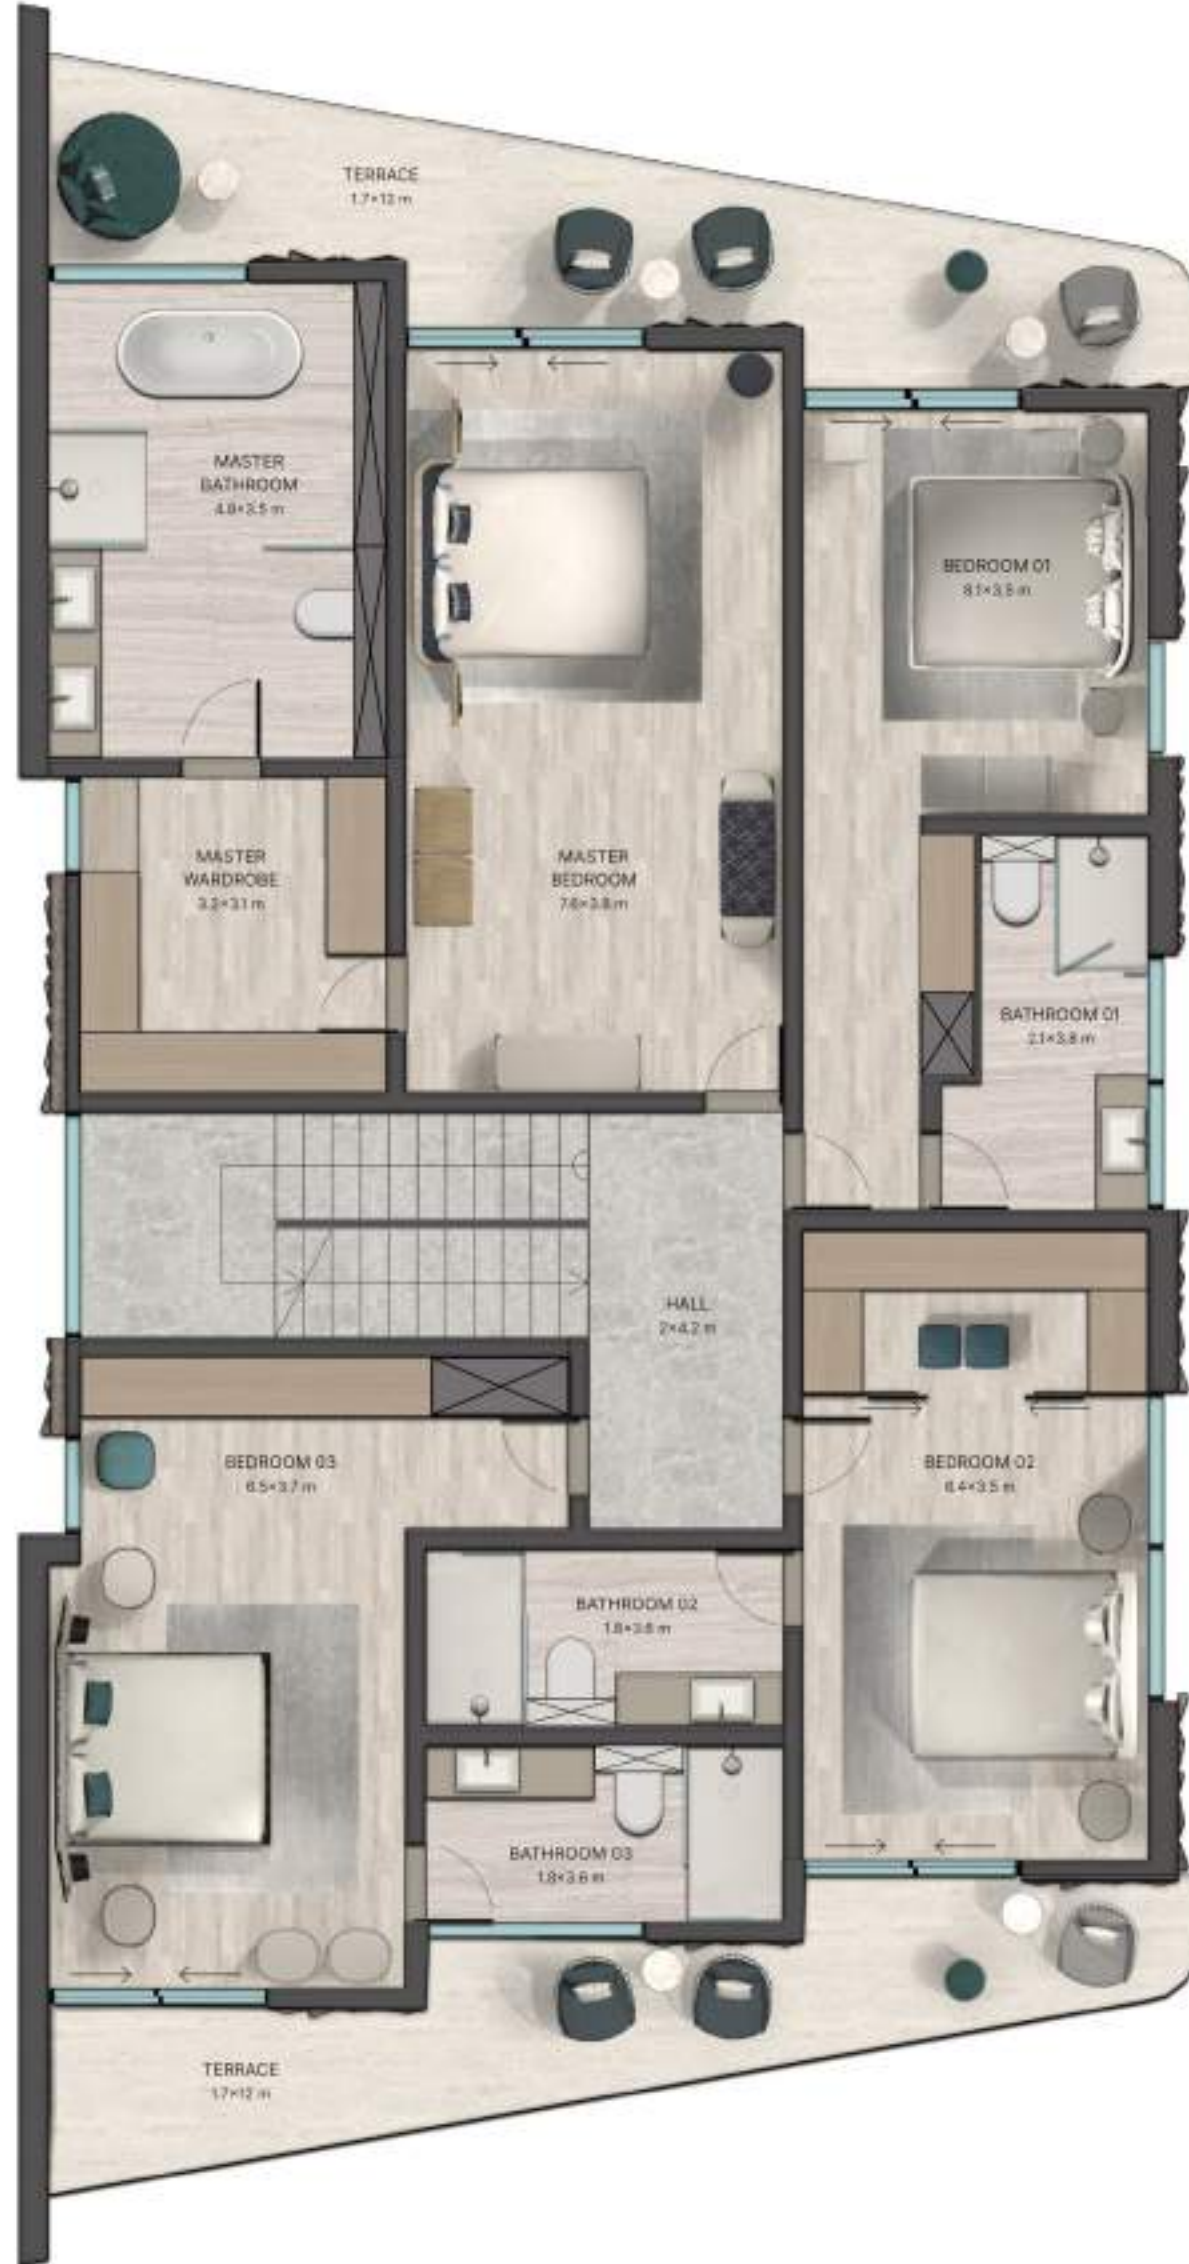 TERRACE
1.7×12 m
MASTER
BATHROOM
4.8×3.5 m
BEDROOM 01
8.1×3.5 m
MASTER
WARDROBE
3.3×3.1 m
MASTER
BEDROOM
7.6×3.8 m
BATHROOM 01
2.1×3.8 m
HALL
2×4.2 m
BEDROOM 03
6.5×3.7 m
BEDROOM 02
6.4×3.5 m
BATHROOM 02
1.8×3.6 m
BATHROOM 03
1.8×3.6 m
TERRACE
1.7×12 m